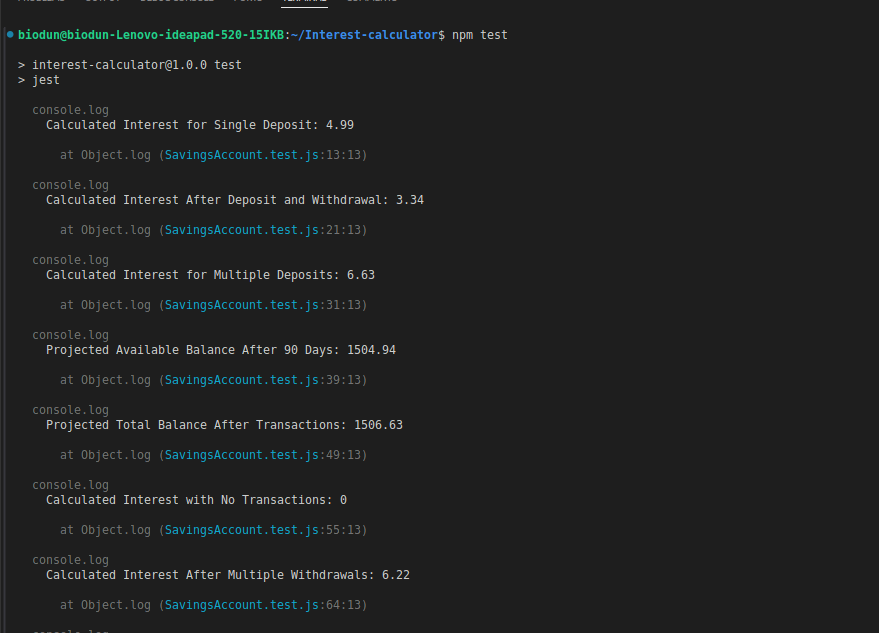 biodun@biodun-Lenovo-ideapad-520-15IKB:~/Interest-calculator$ npm test
> interest-calculator@1.0.0 test
> jest
console.log
Calculated Interest for Single Deposit: 4.99
at Object.log (SavingsAccount.test.js:13:13)
console.log
Calculated Interest After Deposit and Withdrawal: 3.34
at Object.log (SavingsAccount.test.js:21:13)
console.log
Calculated Interest for Multiple Deposits: 6.63
at Object.log (SavingsAccount.test.js:31:13)
console.log
Projected Available Balance After 90 Days: 1504.94
at Object.log (SavingsAccount.test.js:39:13)
console.log
Projected Total Balance After Transactions: 1506.63
at Object.log (SavingsAccount.test.js:49:13)
console.log
Calculated Interest with No Transactions: 0
at Object.log (SavingsAccount.test.js:55:13)
console.log
Calculated Interest After Multiple Withdrawals: 6.22
at Object.log (SavingsAccount.test.js:64:13)